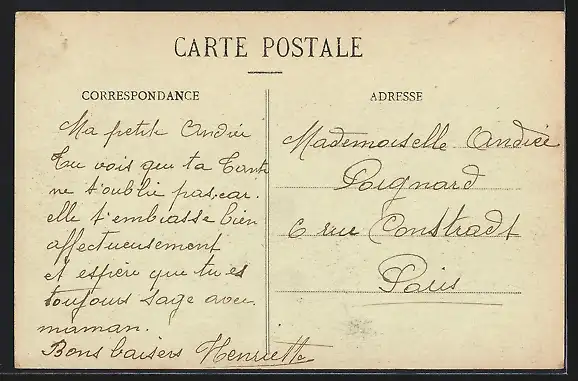 CARTE POSTALE
CORRESPONDANCE
Ma petite Andrée
Tu vois que ta Tante
ne t'oublie pas, car
elle t'embrasse bien
affectueusement
et espère que tu es
toujours sage avec
maman.
Bons baisers Henriette
ADRESSE
Mademoiselle Andrée
Poignard
6 rue Constradt
Paris